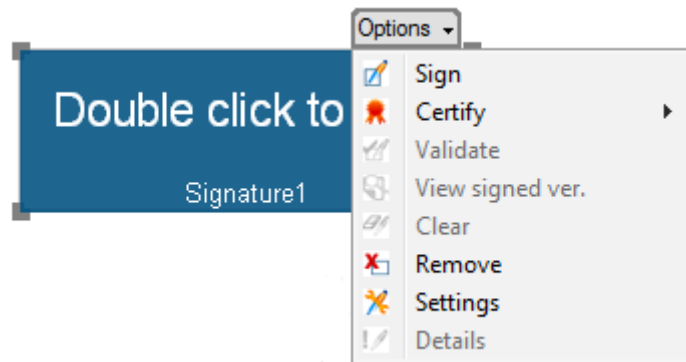 Options
Double click to
Signature1
Sign
Certify
Validate
View signed ver.
Clear
Remove
Settings
Details